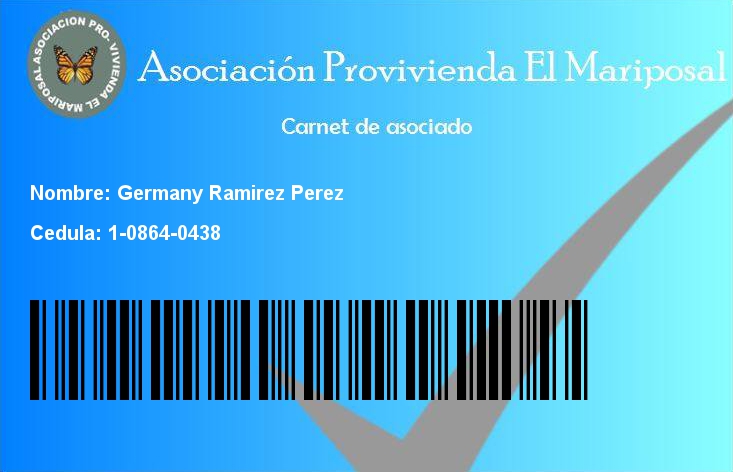 ASOCIACION PRO. VIVIENDA EL MARIPOSAL
Asociación Provivienda El Mariposal
Carnet de asociado
Nombre: Germany Ramirez Perez
Cedula: 1-0864-0438